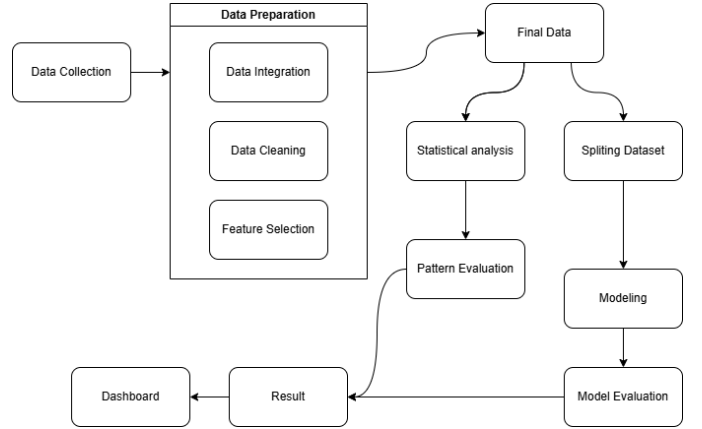 Data Preparation
Final Data
Data Collection
Data Integration
Data Cleaning
Statistical analysis
Spliting Dataset
Feature Selection
Pattern Evaluation
Modeling
Dashboard
Result
Model Evaluation